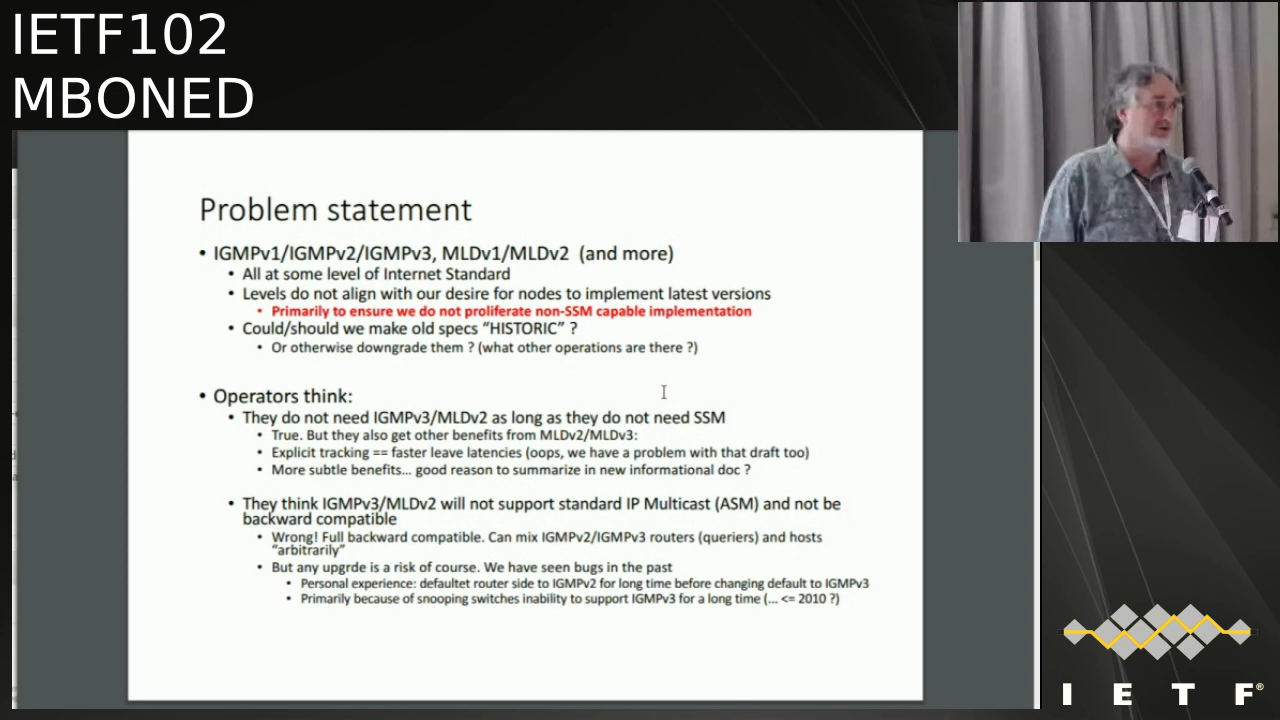 IETF102
MBONED
Problem statement
• IGMPv1/IGMPv2/IGMPv3, MLDv1/MLDv2 (and more)
• All at some level of Internet Standard
• Levels do not align with our desire for nodes to implement latest versions
• Primarily to ensure we do not proliferate non-SSM capable implementation
• Could/should we make old specs “HISTORIC” ?
• Or otherwise downgrade them ? (what other operations are there ?)
• Operators think:
• They do not need IGMPv3/MLDv2 as long as they do not need SSM
• True. But they also get other benefits from MLDv2/MLDv3:
• Explicit tracking == faster leave latencies (oops, we have a problem with that draft too)
• More subtle benefits... good reason to summarize in new informational doc ?
• They think IGMPv3/MLDv2 will not support standard IP Multicast (ASM) and not be
backward compatible
• Wrong! Full backward compatible. Can mix IGMPv2/IGMPv3 routers (queriers) and hosts
“arbitrarily”
• But any upgrde is a risk of course. We have seen bugs in the past
• Personal experience: defaultet router side to IGMPv2 for long time before changing default to IGMPv3
• Primarily because of snooping switches inability to support IGMPv3 for a long time (... <= 2010 ?)
I E T F®